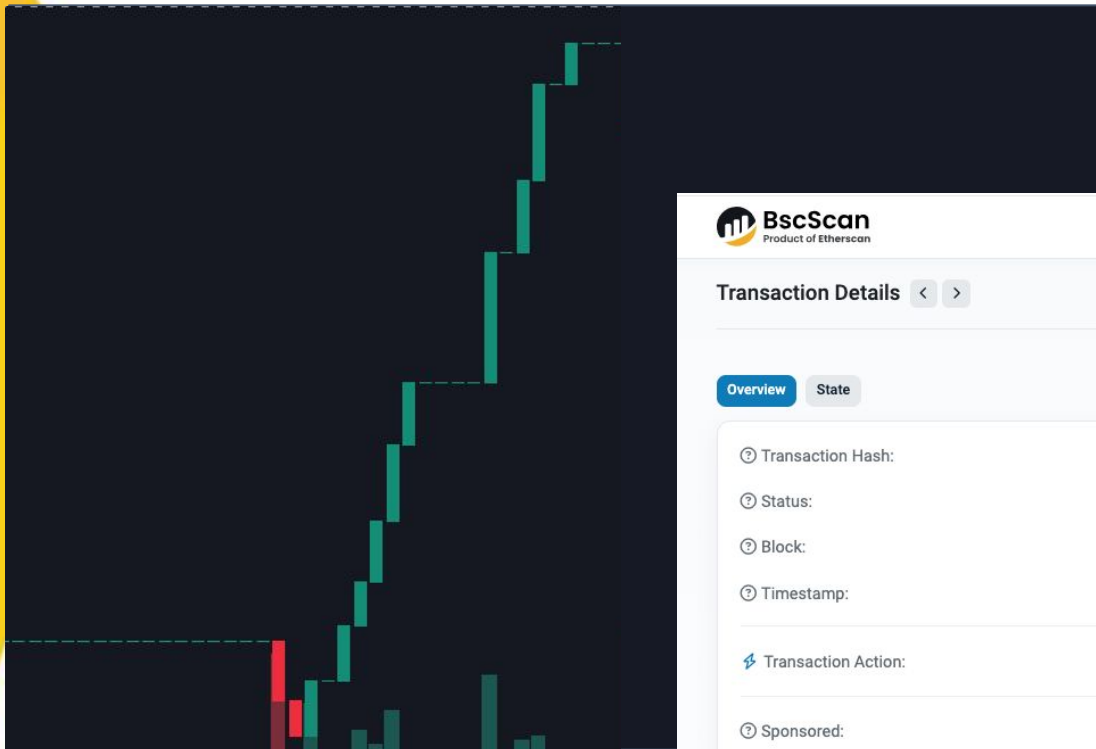 BscScan
Product of Etherscan
Transaction Details
Overview State
Transaction Hash:
Status:
Block:
Timestamp:
Transaction Action:
Sponsored: